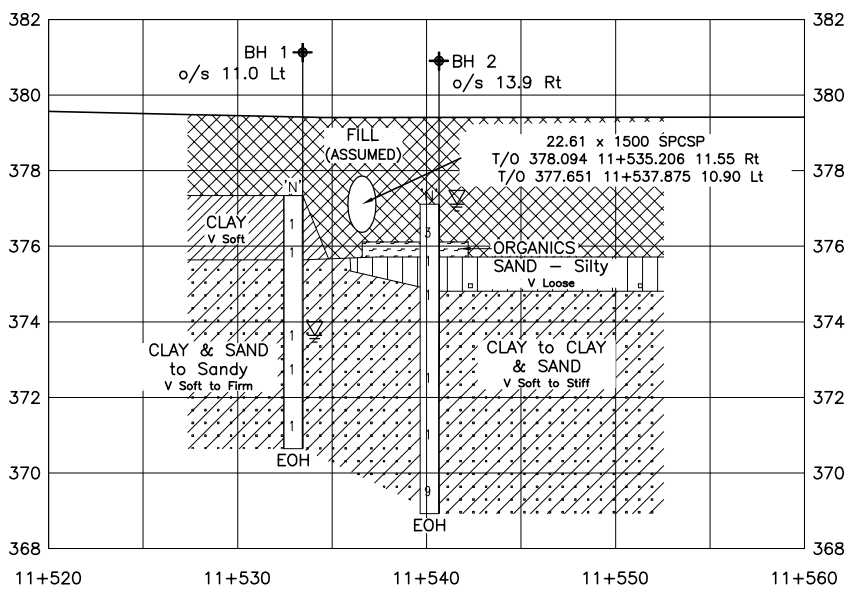 382 382
BH 1
o/s 11.0 Lt
BH 2
o/s 13.9 Rt
380 380
FILL
(ASSUMED)
22.61 x 1500 SPCSP
T/O 378.094 11+535.206 11.55 Rt
T/O 377.651 11+537.875 10.90 Lt
378 378
'N'
'N'
CLAY
V Soft
1
3
376 376
1
ORGANICS
1
SAND – Silty
V Loose
1
374 374
1
CLAY & SAND
to Sandy
V Soft to Firm
1
CLAY to CLAY
& SAND
V Soft to Stiff
1
372 372
1
1
EOH
370 370
9
EOH
368 368
11+520 11+530 11+540 11+550 11+560